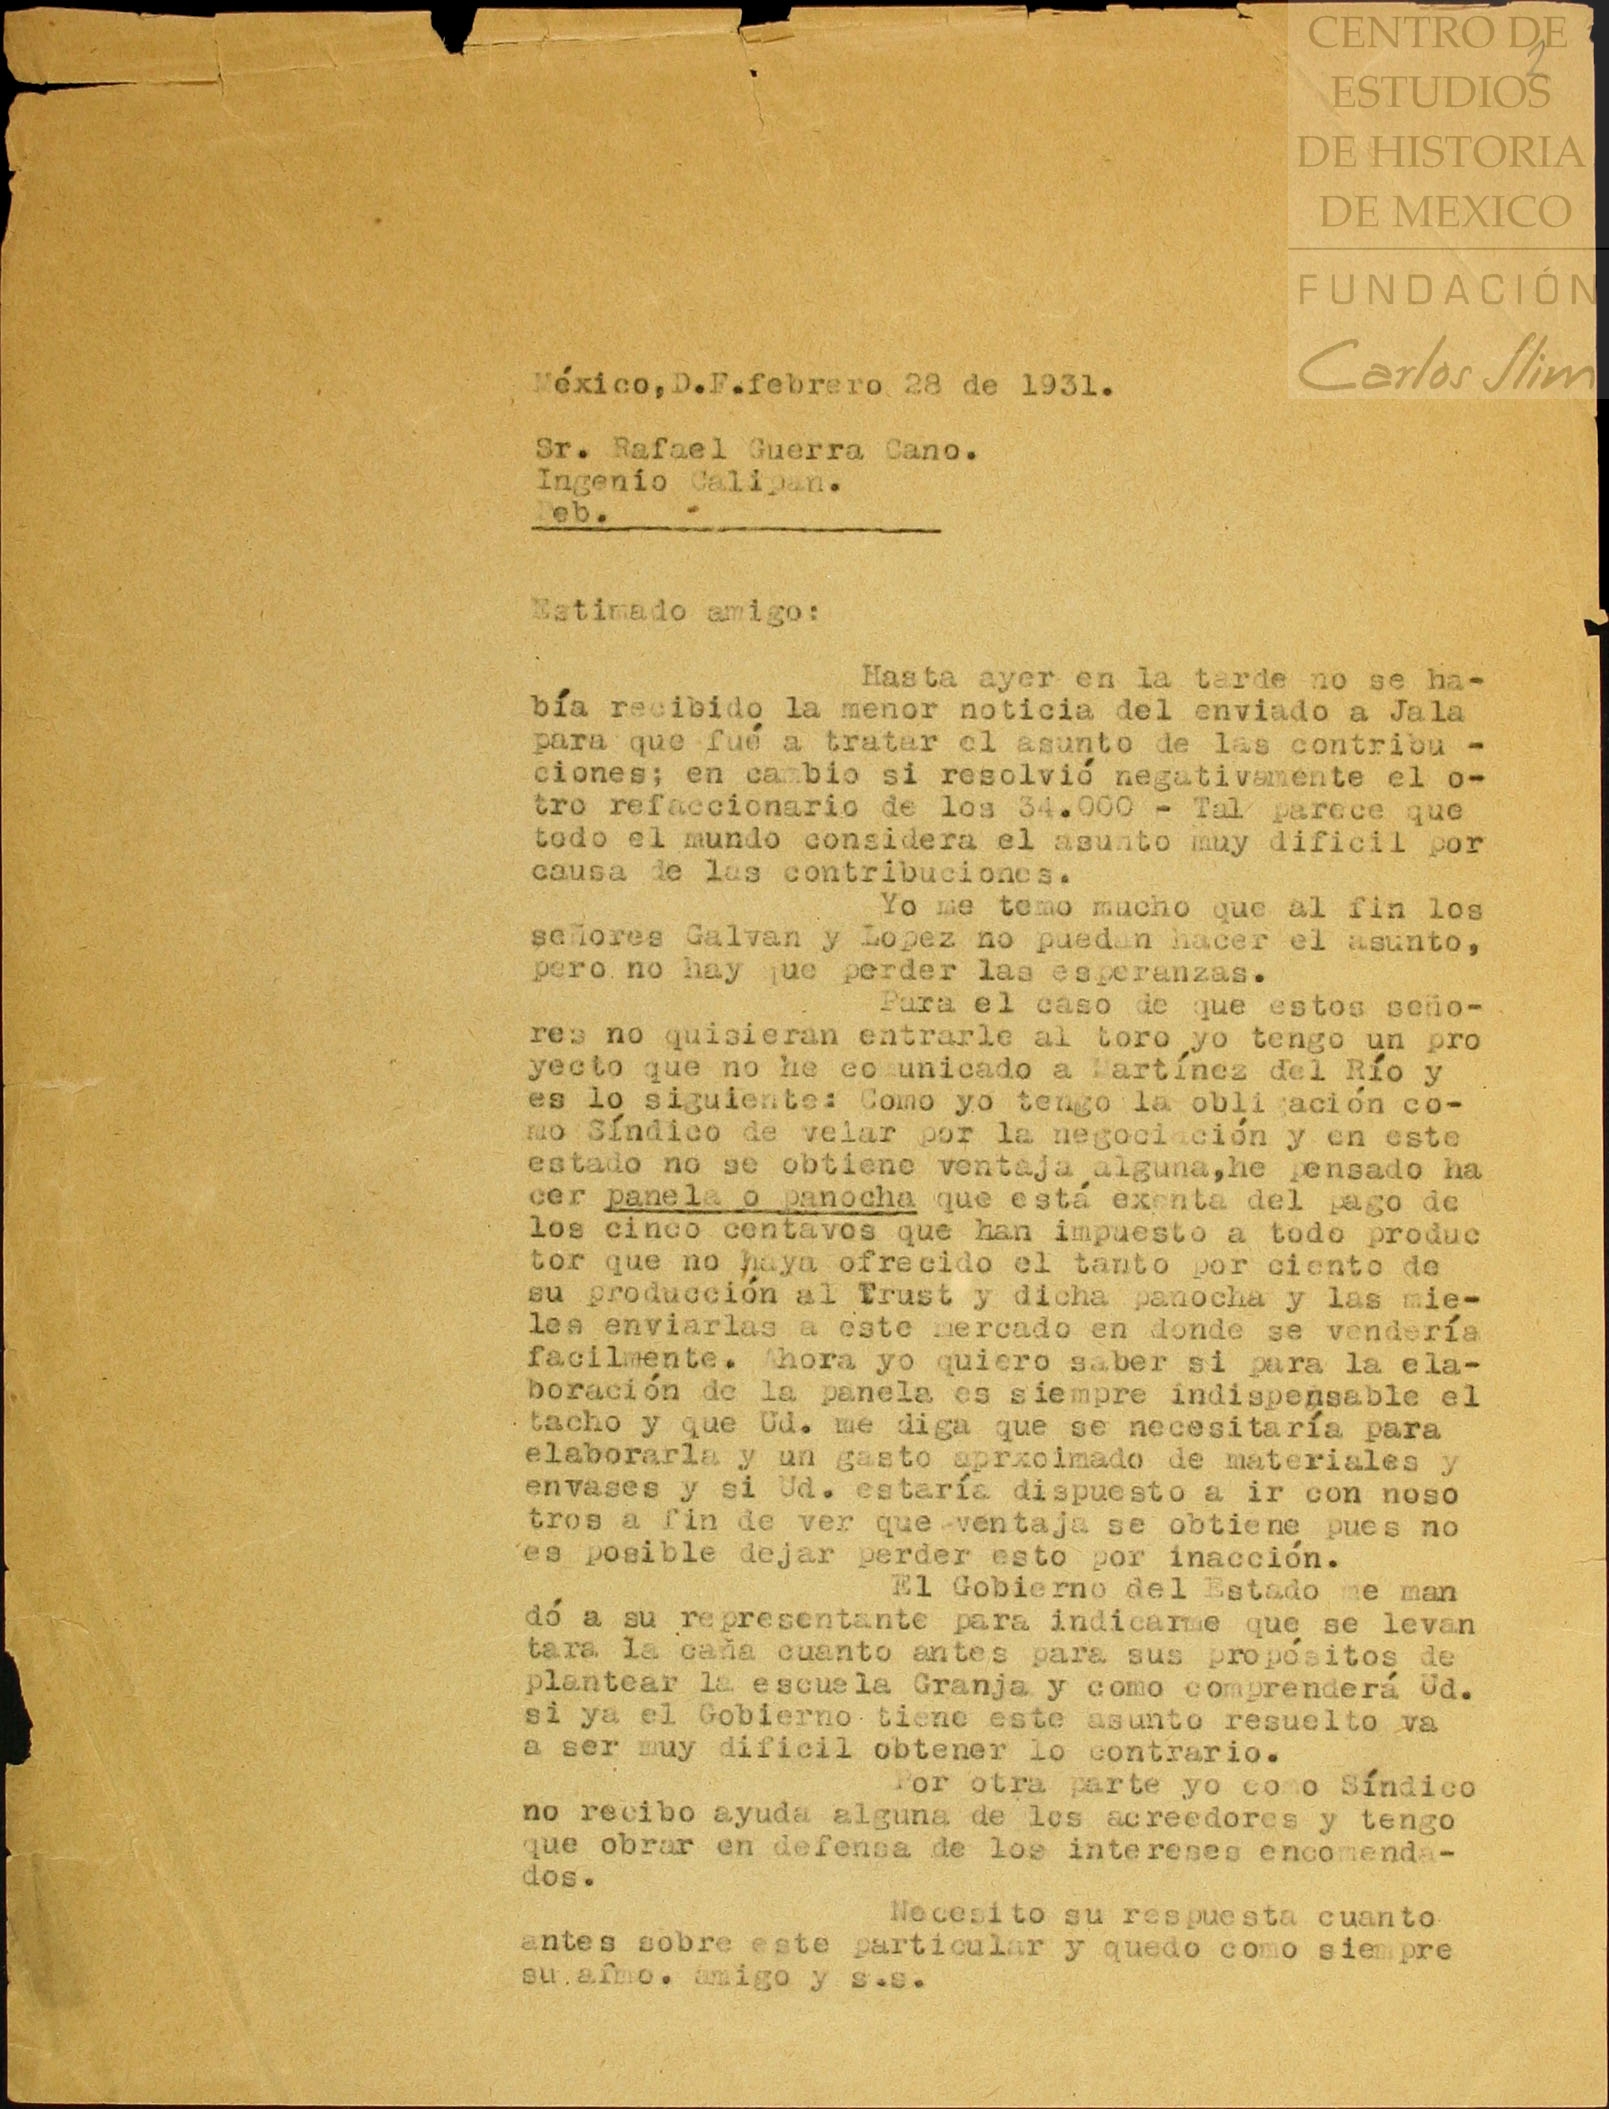 CENTRO DE
ESTUDIOS
DE HISTORIA
DE MEXICO
FUNDACIÓN
Carlos Slim
2
México,D.F.febrero 28 de 1931.
Sr. Rafael Guerra Cano.
Ingenio Calipan.
Peb.
Estimado amigo:
Hasta ayer en la tarde no se ha-
bía recibido la menor noticia del enviado a Jala
para que fué a tratar el asunto de las contribu -
ciones; en cambio si resolvió negativamente el o-
tro refaccionario de los 34.000 - Tal parece que
todo el mundo considera el asunto muy dificil por
causa de las contribuciones.
Yo me temo mucho que al fin los
señores Galvan y Lopez no puedan hacer el asunto,
pero no hay que perder las esperanzas.
Para el caso de que estos seño-
res no quisieran entrarle al toro yo tengo un pro
yecto que no he comunicado a Martínez del Río y
es lo siguiente: Como yo tengo la obligación co-
mo Síndico de velar por la negociación y en este
estado no se obtiene ventaja alguna,he pensado ha
cer panela o panocha que está exenta del pago de
los cinco centavos que han impuesto a todo produc
tor que no haya ofrecido el tanto por ciento de
su producción al Trust y dicha panocha y las mie-
les enviarlas a este mercado en donde se vendería
facilmente. Ahora yo quiero saber si para la ela-
boración de la panela es siempre indispensable el
tacho y que Ud. me diga que se necesitaría para
elaborarla y un gasto aprxoimado de materiales y
envases y si Ud. estaría dispuesto a ir con noso
tros a fin de ver que ventaja se obtiene pues no
es posible dejar perder esto por inacción.
El Gobierno del Estado me man
dó a su representante para indicarme que se levan
tara la caña cuanto antes para sus propósitos de
plantear la escuela Granja y como comprenderá Ud.
si ya el Gobierno tiene este asunto resuelto va
a ser muy dificil obtener lo contrario.
Por otra parte yo como Síndico
no recibo ayuda alguna de los acreedores y tengo
que obrar en defensa de los intereses encomenda-
dos.
Necesito su respuesta cuanto
antes sobre este particular y quedo como siempre
su afmo. amigo y s.s.